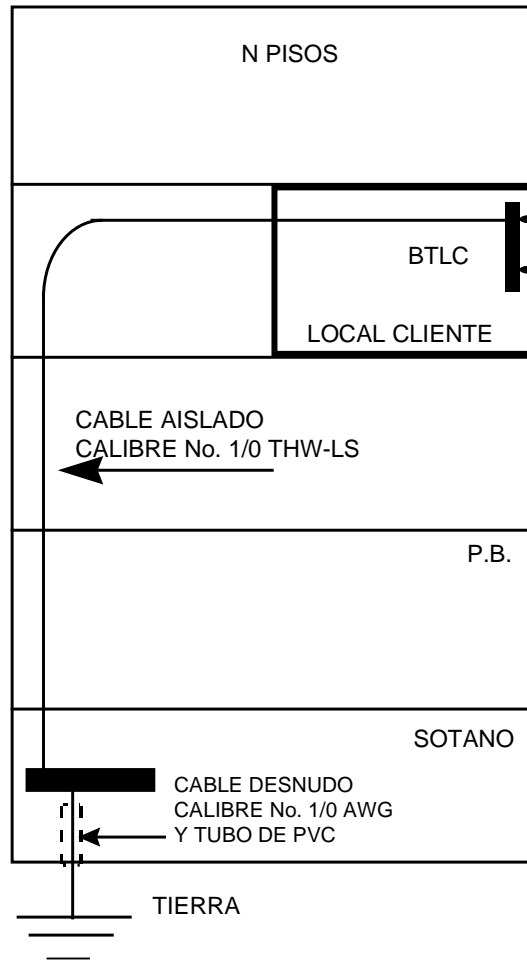 N PISOS
BTLC
LOCAL CLIENTE
CABLE AISLADO
CALIBRE No. 1/0 THW-LS
P.B.
SOTANO
CABLE DESNUDO
CALIBRE No. 1/0 AWG
Y TUBO DE PVC
TIERRA